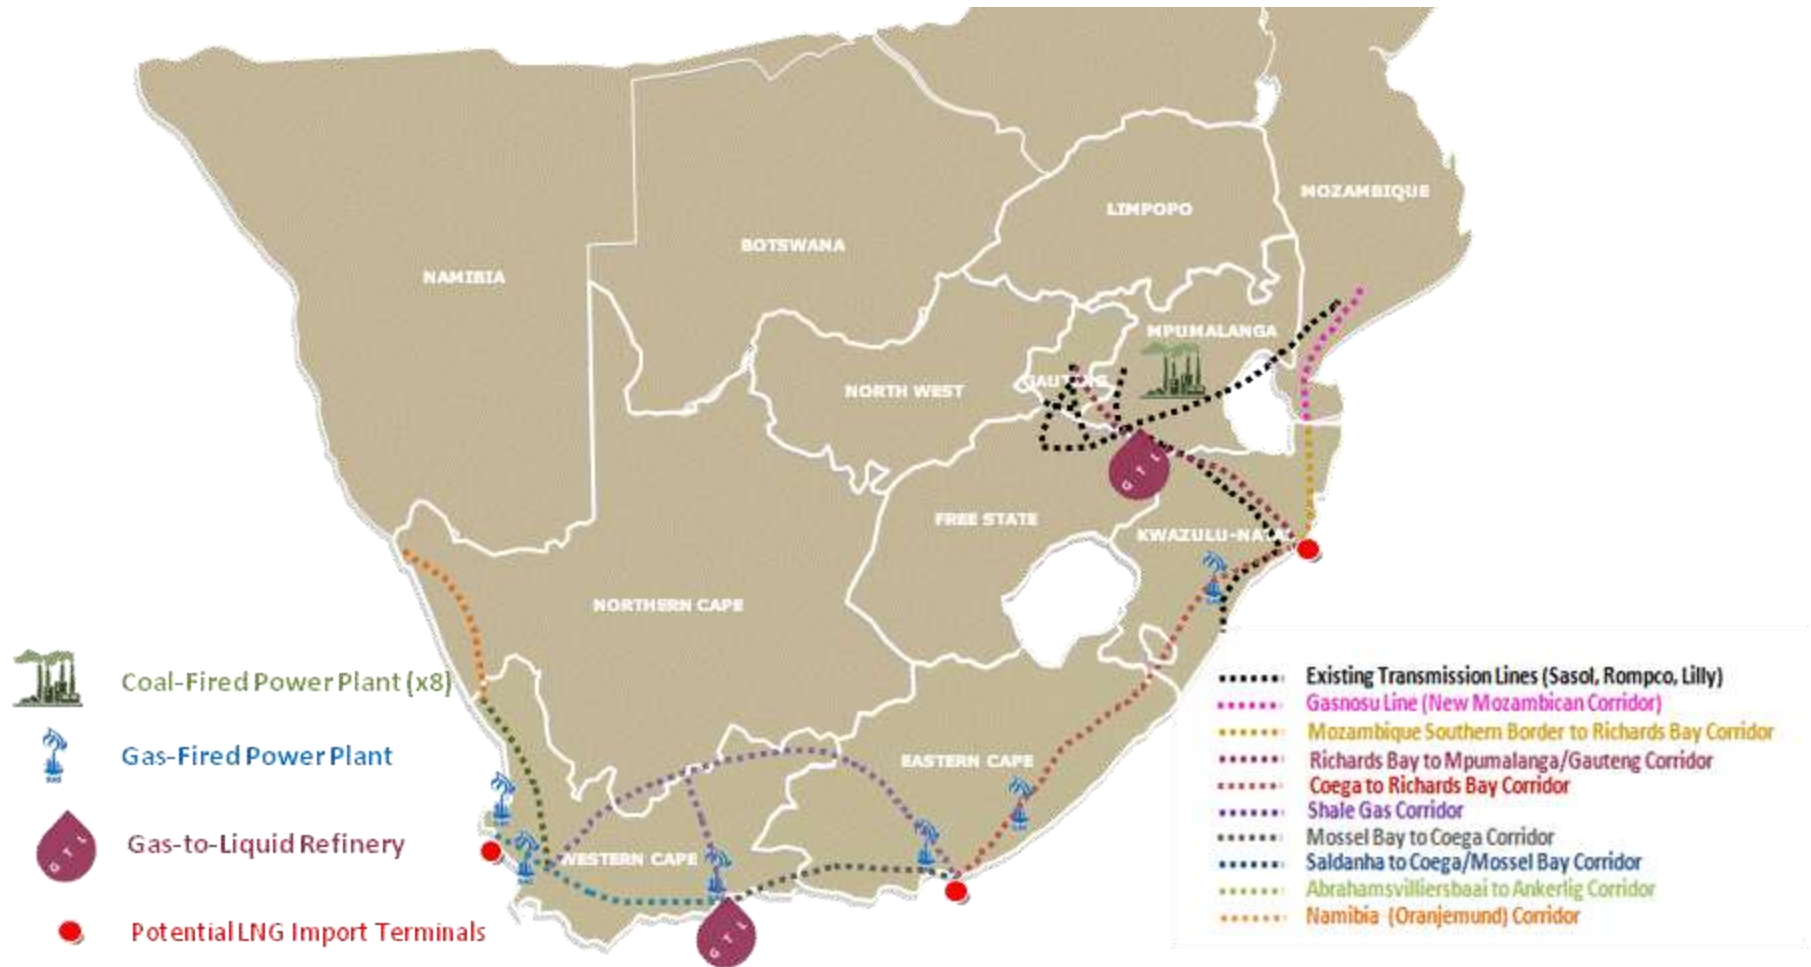 MOZAMBIQUE
LIMPOPO
BOTSWANA
NAMIBIA
MPUMALANGA
GAUTENG
NORTH WEST
FREE STATE
KWAZULU-NATAL
NORTHERN CAPE
EASTERN CAPE
WESTERN CAPE
G T L
G T L
Coal-Fired Power Plant (x8)
Gas-Fired Power Plant
G T L
Gas-to-Liquid Refinery
Potential LNG Import Terminals
Existing Transmission Lines (Sasol, Rompco, Lilly)
Gasnosu Line (New Mozambican Corridor)
Mozambique Southern Border to Richards Bay Corridor
Richards Bay to Mpumalanga/Gauteng Corridor
Coega to Richards Bay Corridor
Shale Gas Corridor
Mossel Bay to Coega Corridor
Saldanha to Coega/Mossel Bay Corridor
Abrahamsvilliersbaai to Ankerlig Corridor
Namibia (Oranjemund) Corridor